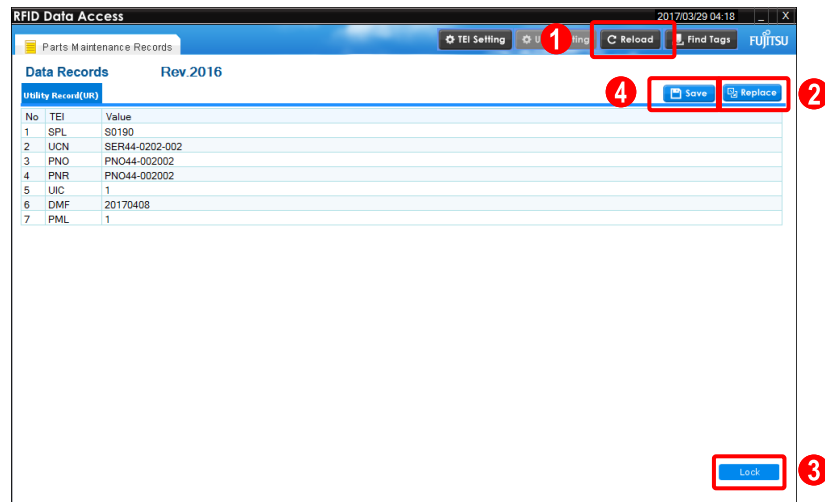 RFID Data Access 2017/03/29 04:18 _ X
Parts Maintenance Records TEI Setting 1 Reload Find Tags FUJITSU
Data Records Rev.2016
Utility Record(UR) 4 Save Replace 2
No TEI Value
1 SPL S0190
2 UCN SER44-0202-002
3 PNO PNO44-002002
4 PNR PNO44-002002
5 UIC 1
6 DMF 20170408
7 PML 1
Lock 3